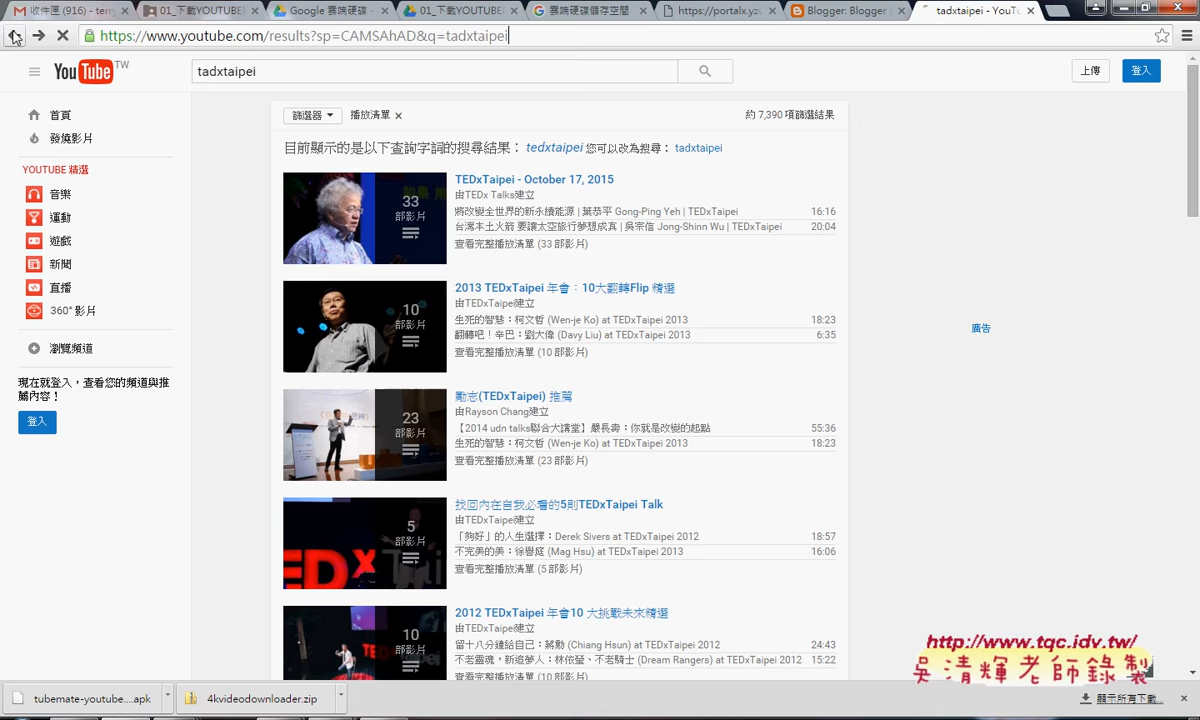 收件匣 (916) - terry
01_下載YOUTUBE
Google 雲端硬碟 -
01_下載YOUTUBE
雲端硬碟儲存空間
https://portalx.yzu
Blogger: Blogger
tadxtaipei - YouTu
https://www.youtube.com/results?sp=CAMSAhAD&q=tadxtaipei
YouTube TW
tadxtaipei
上傳
登入
首頁
發燒影片
YOUTUBE 精選
音樂
運動
遊戲
新聞
直播
360° 影片
瀏覽頻道
現在就登入，查看您的頻道與推
薦內容！
登入
篩選器
播放清單 ×
約 7,390 項篩選結果
目前顯示的是以下查詢字詞的搜尋結果： tedxtaipei 您可以改為搜尋： tadxtaipei
33
部影片
TEDxTaipei - October 17, 2015
由TEDx Talks建立
將改變全世界的新永續能源 | 葉恭平 Gong-Ping Yeh | TEDxTaipei 16:16
台灣本土火箭 要讓太空旅行夢想成真 | 吳宗信 Jong-Shinn Wu | TEDxTaipei 20:04
查看完整播放清單 (33 部影片)
10
部影片
2013 TEDxTaipei 年會：10大翻轉Flip 精選
由TEDxTaipei建立
生死的智慧：柯文哲 (Wen-je Ko) at TEDxTaipei 2013 18:23
翻轉吧！辛巴：劉大偉 (Davy Liu) at TEDxTaipei 2013 6:35
查看完整播放清單 (10 部影片)
23
部影片
勵志(TEDxTaipei) 推薦
由Rayson Chang建立
【2014 udn talks聯合大講堂】嚴長壽：你就是改變的起點 55:36
生死的智慧：柯文哲 (Wen-je Ko) at TEDxTaipei 2013 18:23
查看完整播放清單 (23 部影片)
5
部影片
EDx
找回內在自我必看的5則TEDxTaipei Talk
由TEDxTaipei建立
「夠好」的人生選擇：Derek Sivers at TEDxTaipei 2012 18:57
不完美的美：徐譽庭 (Mag Hsu) at TEDxTaipei 2013 16:06
查看完整播放清單 (5 部影片)
10
部影片
2012 TEDxTaipei 年會10 大挑戰未來精選
由TEDxTaipei建立
留十八分鐘給自己：蔣勳 (Chiang Hsun) at TEDxTaipei 2012 24:43
不老靈魂，新造夢人：林依瑩、不老騎士 (Dream Rangers) at TEDxTaipei 2012 15:22
查看完整播放清單 (10 部影片)
廣告
http://www.tqc.idv.tw/
吳清輝老師錄製
tubemate-youtube....apk
4kvideodownloader.zip
顯示所有下載...